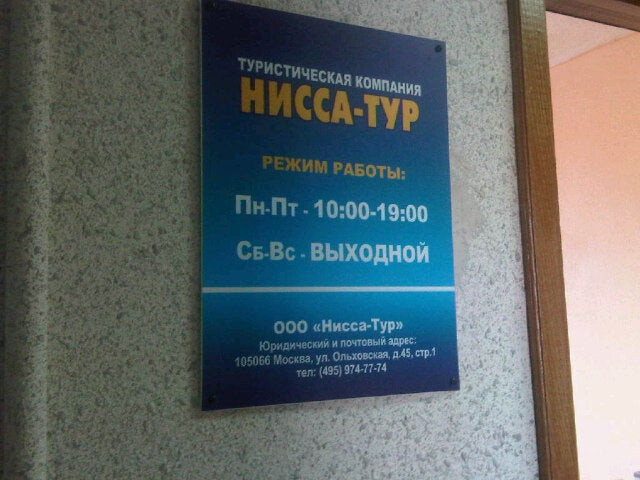 ТУРИСТИЧЕСКАЯ КОМПАНИЯ
НИССА-ТУР
РЕЖИМ РАБОТЫ:
ПН-ПТ - 10:00-19:00
СБ-ВС - ВЫХОДНОЙ
ООО «Нисса-Тур»
Юридический и почтовый адрес:
105066 Москва, ул. Ольховская, д.45, стр.1
тел: (495) 974-77-74